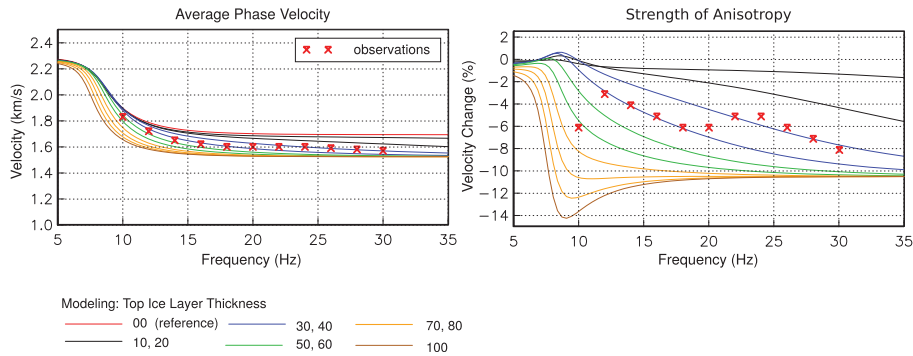 Average Phase Velocity
Velocity (km/s)
2.4
2.2
2.0
1.8
1.6
1.4
1.2
1.0
observations
5 10 15 20 25 30 35
Frequency (Hz)
Strength of Anisotropy
Velocity Change (%)
2
0
−2
−4
−6
−8
−10
−12
−14
5 10 15 20 25 30 35
Frequency (Hz)
Modeling: Top Ice Layer Thickness
00 (reference)
10, 20
30, 40
50, 60
70, 80
100